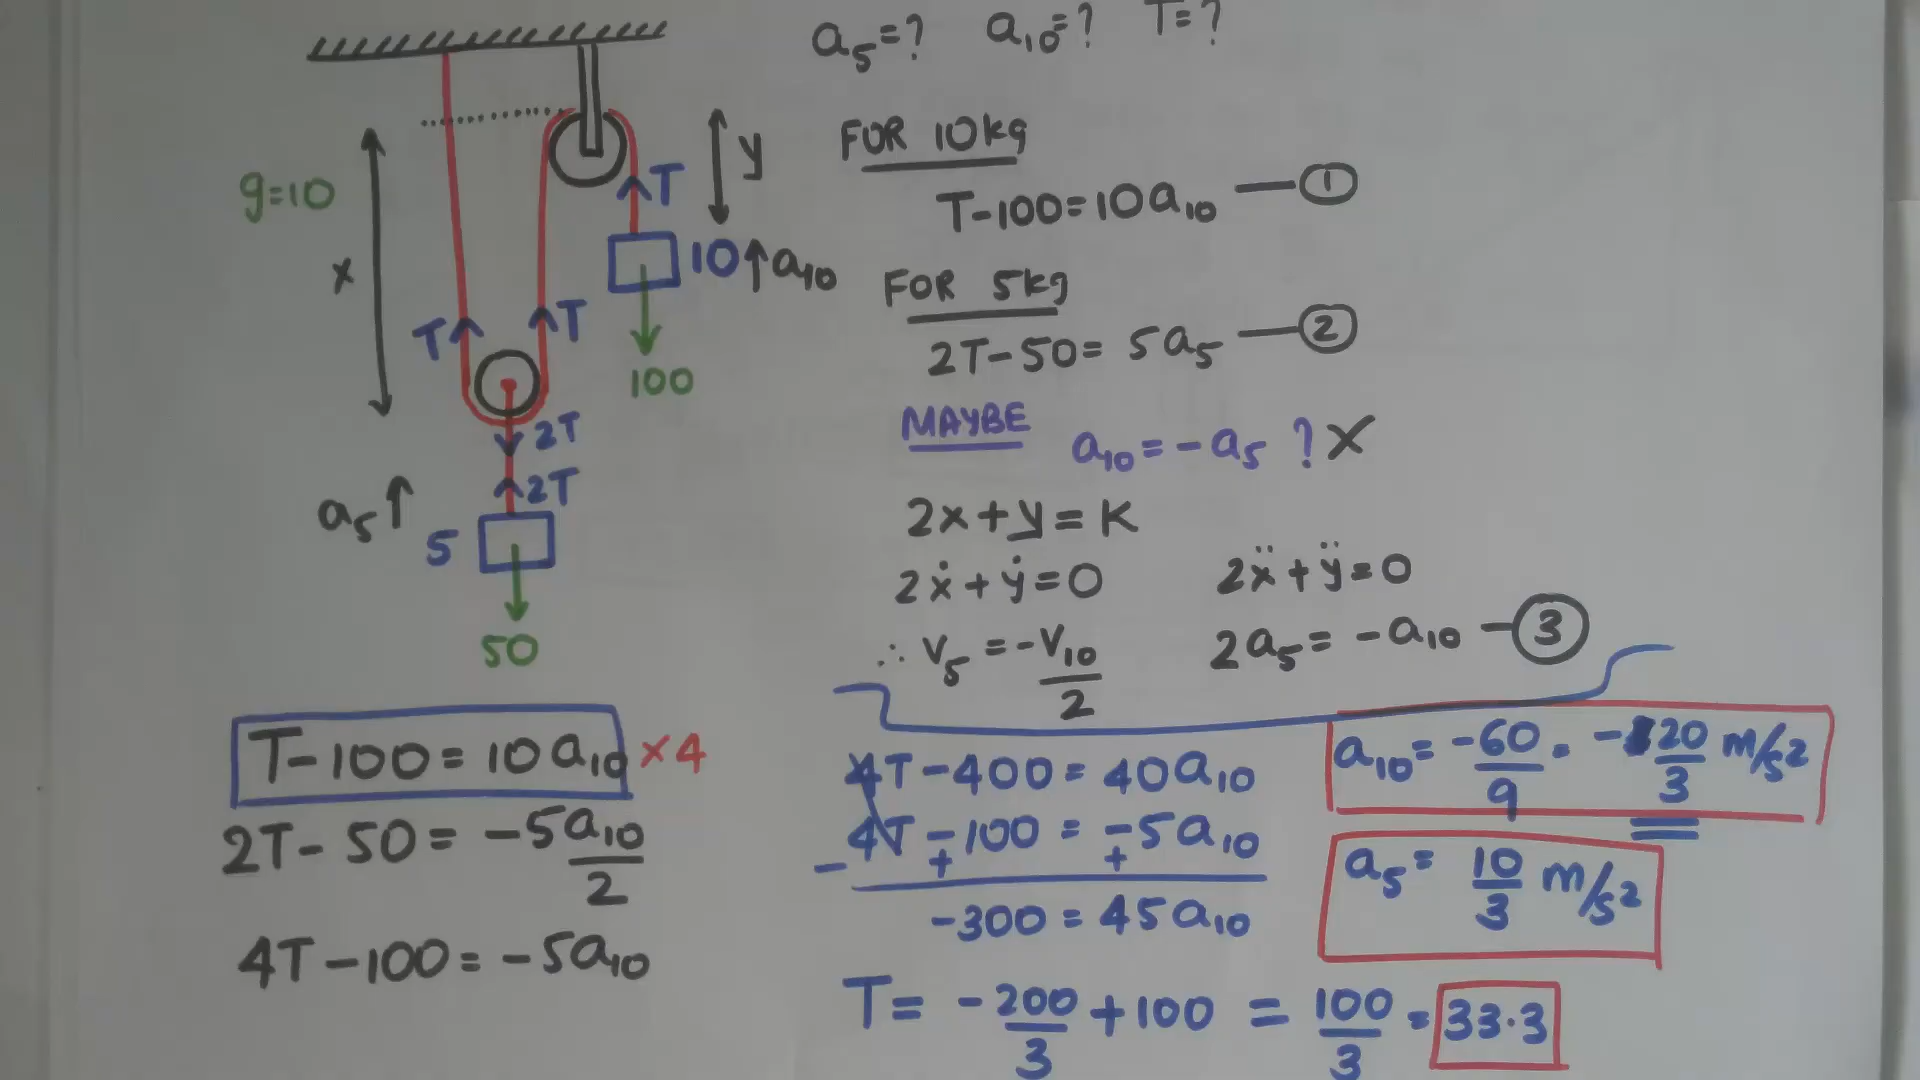 a₅=? a₁₀=? T=?
FOR 10kg
T-100=10a₁₀ — ①
FOR 5kg
2T-50= 5a₅ — ②
MAYBE a₁₀=-a₅ ? X
2x+y=K
2ẋ+ẏ=0 2ẍ+ÿ=0
∴ V₅ = -V₁₀/2 2a₅= -a₁₀ — ③
g=10
x
y
T
10 ↑a₁₀
100
T T
2T
2T
a₅ ↑
5
50
T-100=10a₁₀ ×4
2T- 50= -5a₁₀/2
4T-100= -5a₁₀
4T-400=40a₁₀
4T-100 = -5a₁₀
- + +
-300=45a₁₀
a₁₀= -60/9 = -20/3 m/s²
a₅= 10/3 m/s²
T= -200/3 +100 = 100/3 = 33.3